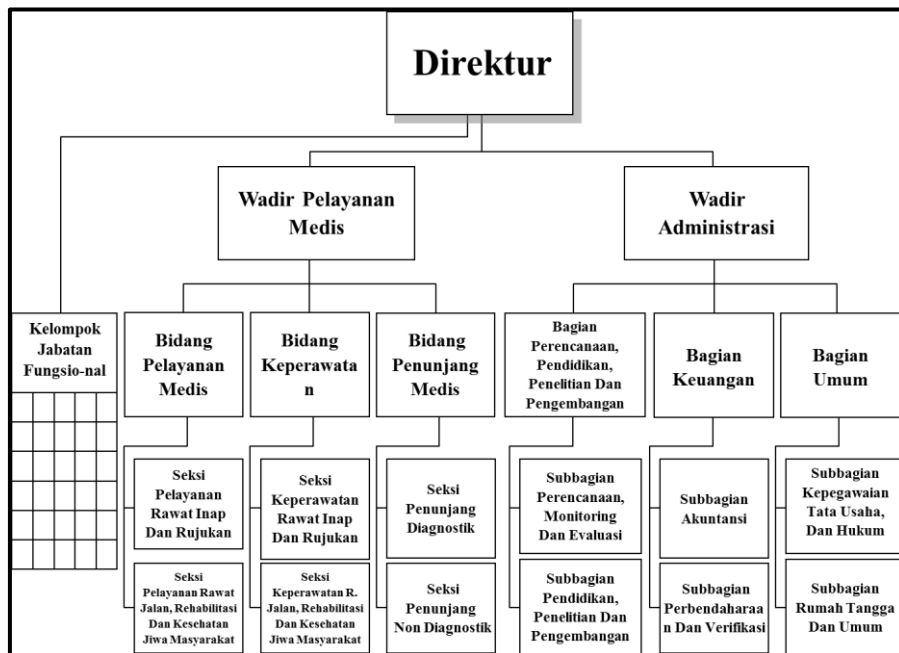 Direktur
Wadir Pelayanan
Medis
Wadir
Administrasi
Kelompok
Jabatan
Fungsio-nal
Bidang
Pelayanan
Medis
Bidang
Keperawata
n
Bidang
Penunjang
Medis
Bagian
Perencanaan,
Pendidikan,
Penelitian Dan
Pengembangan
Bagian
Keuangan
Bagian
Umum
Seksi
Pelayanan
Rawat Inap
Dan Rujukan
Seksi
Keperawatan
Rawat Inap
Dan Rujukan
Seksi
Penunjang
Diagnostik
Subbagian
Perencanaan,
Monitoring
Dan Evaluasi
Subbagian
Akuntansi
Subbagian
Kepegawaian
Tata Usaha,
Dan Hukum
Seksi
Pelayanan Rawat
Jalan, Rehabilitasi
Dan Kesehatan
Jiwa Masyarakat
Seksi
Keperawatan R.
Jalan, Rehabilitasi
Dan Kesehatan
Jiwa Masyarakat
Seksi
Penunjang
Non Diagnostik
Subbagian
Pendidikan,
Penelitian Dan
Pengembangan
Subbagian
Perbendaharaa
n Dan Verifikasi
Subbagian
Rumah Tangga
Dan Umum